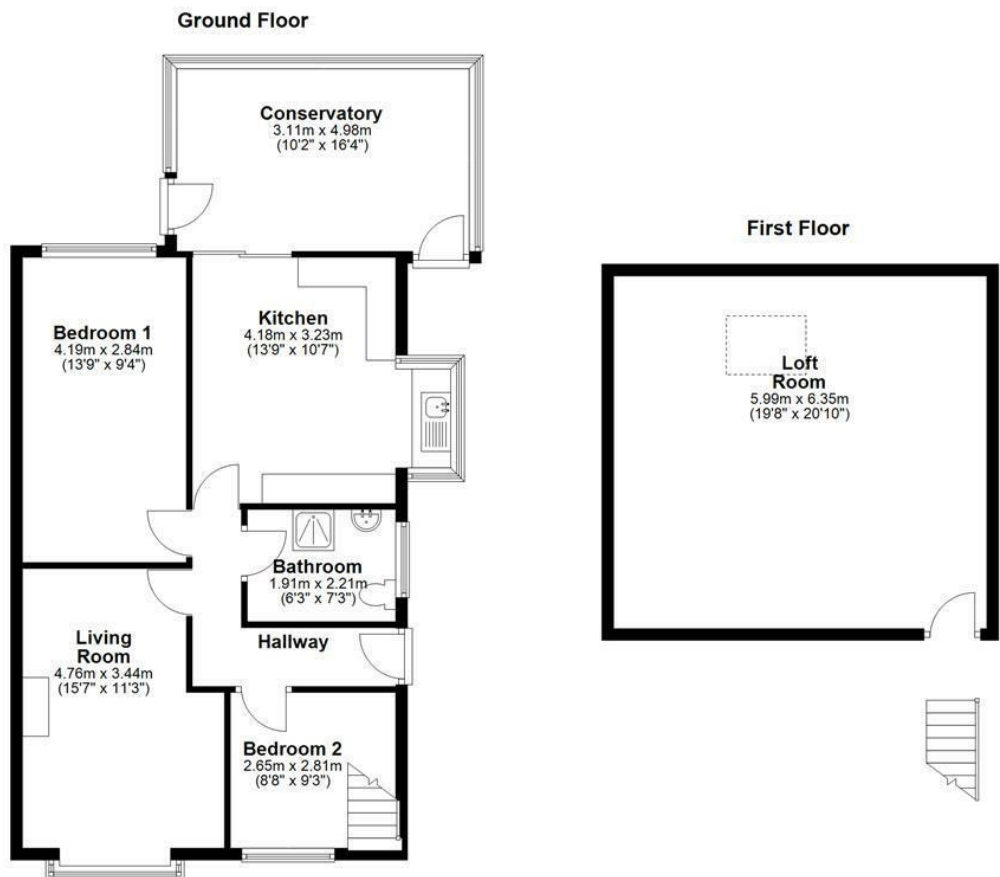 Ground Floor
Conservatory
3.11m x 4.98m
(10'2" x 16'4")
Bedroom 1
4.19m x 2.84m
(13'9" x 9'4")
Kitchen
4.18m x 3.23m
(13'9" x 10'7")
Bathroom
1.91m x 2.21m
(6'3" x 7'3")
Hallway
Living
Room
4.76m x 3.44m
(15'7" x 11'3")
Bedroom 2
2.65m x 2.81m
(8'8" x 9'3")
First Floor
Loft
Room
5.99m x 6.35m
(19'8" x 20'10")